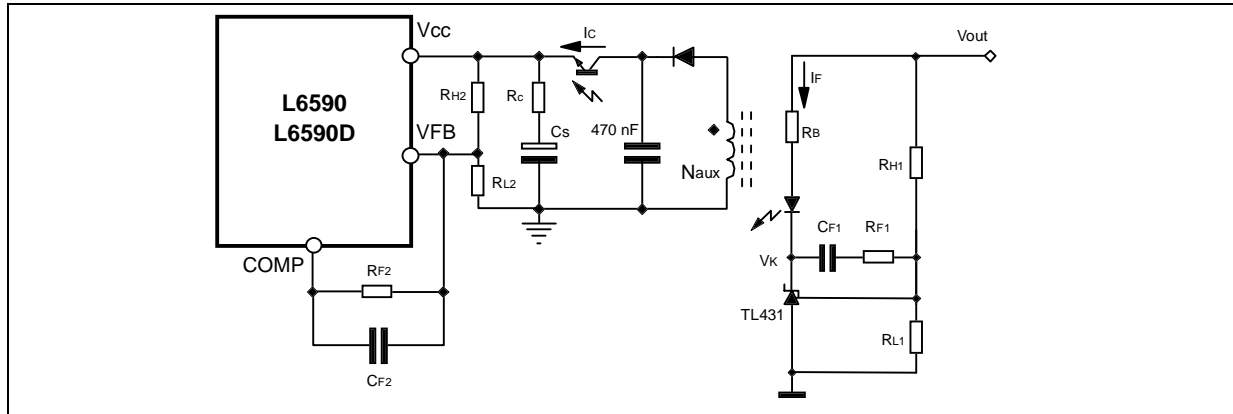 Vcc
IC
Vout
IF
L6590
L6590D
RH2
Rc
RB
VFB
Cs
470 nF
RH1
Naux
RL2
CF1
RF1
COMP
VK
RF2
TL431
RL1
CF2